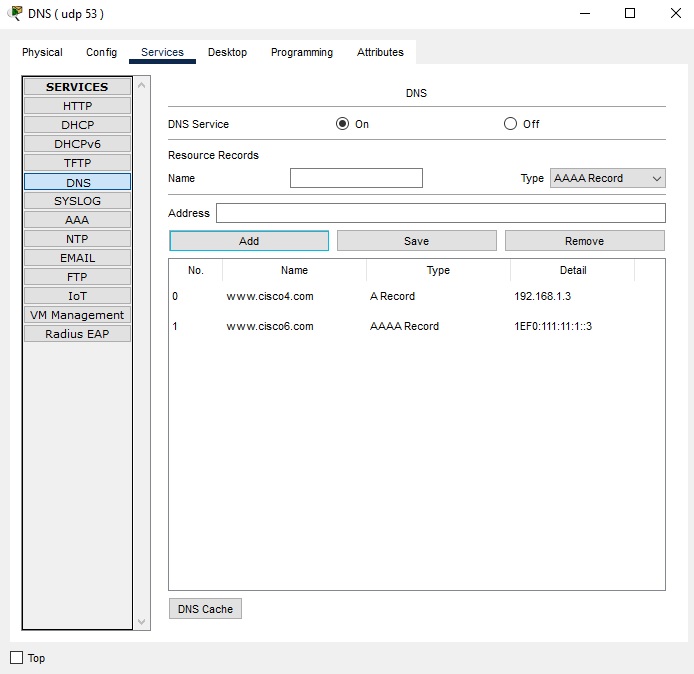 DNS ( udp 53 )
Physical Config Services Desktop Programming Attributes
SERVICES
HTTP
DHCP
DHCPv6
TFTP
DNS
SYSLOG
AAA
NTP
EMAIL
FTP
IoT
VM Management
Radius EAP
DNS
DNS Service On Off
Resource Records
Name Type AAAA Record
Address
Add Save Remove
No. Name Type Detail
0 www.cisco4.com A Record 192.168.1.3
1 www.cisco6.com AAAA Record 1EF0:111:11:1::3
DNS Cache
Top